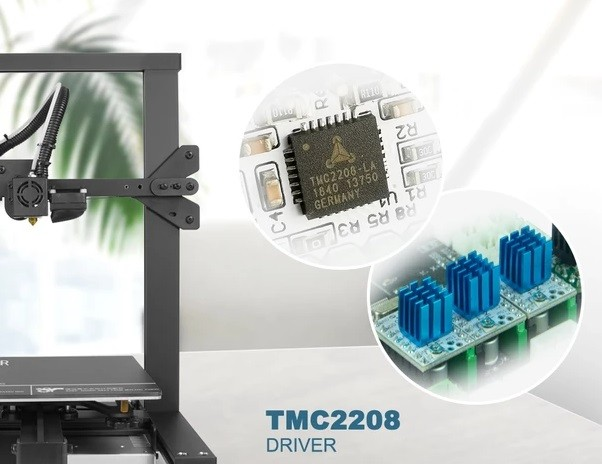 R2
TMC2208-LA
1840 13750
GERMANY
R1
U1
R8
R5
R3
C4
R
TMC2208
DRIVER